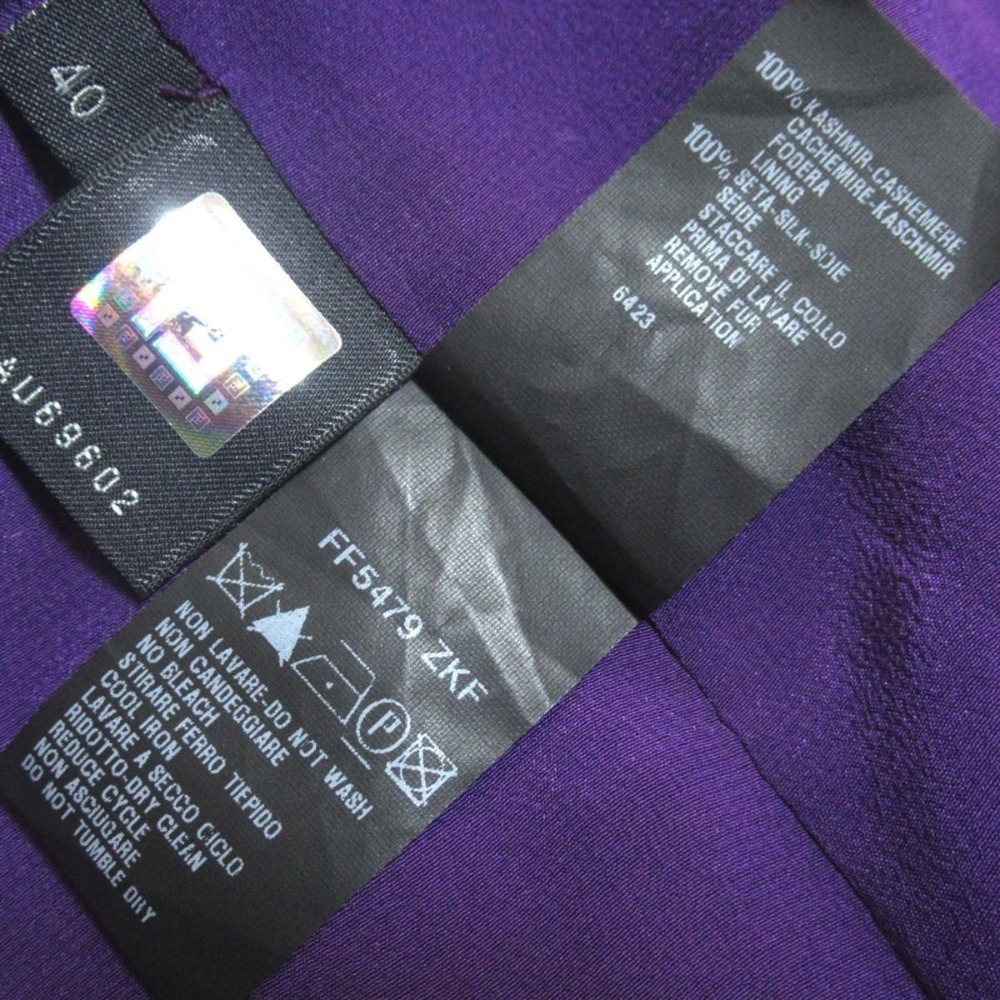 40
4U69602
100% KASHMIR-CASHEMERE
CACHEMIRE-KASCHMIR
FODERA
LINING
100% SETA-SILK-SOIE
SEIDE
STACCARE IL COLLO
PRIMA DI LAVARE
REMOVE FUR
APPLICATION
6423
FF5479 ZKF
P
NON LAVARE-DO NOT WASH
NON CANDEGGIARE
NO BLEACH
STIRARE FERRO TIEPIDO
COOL IRON
LAVARE A SECCO CICLO
RIDOTTO-DRY CLEAN
REDUCE CYCLE
NON ASCIUGARE
DO NOT TUMBLE DRY